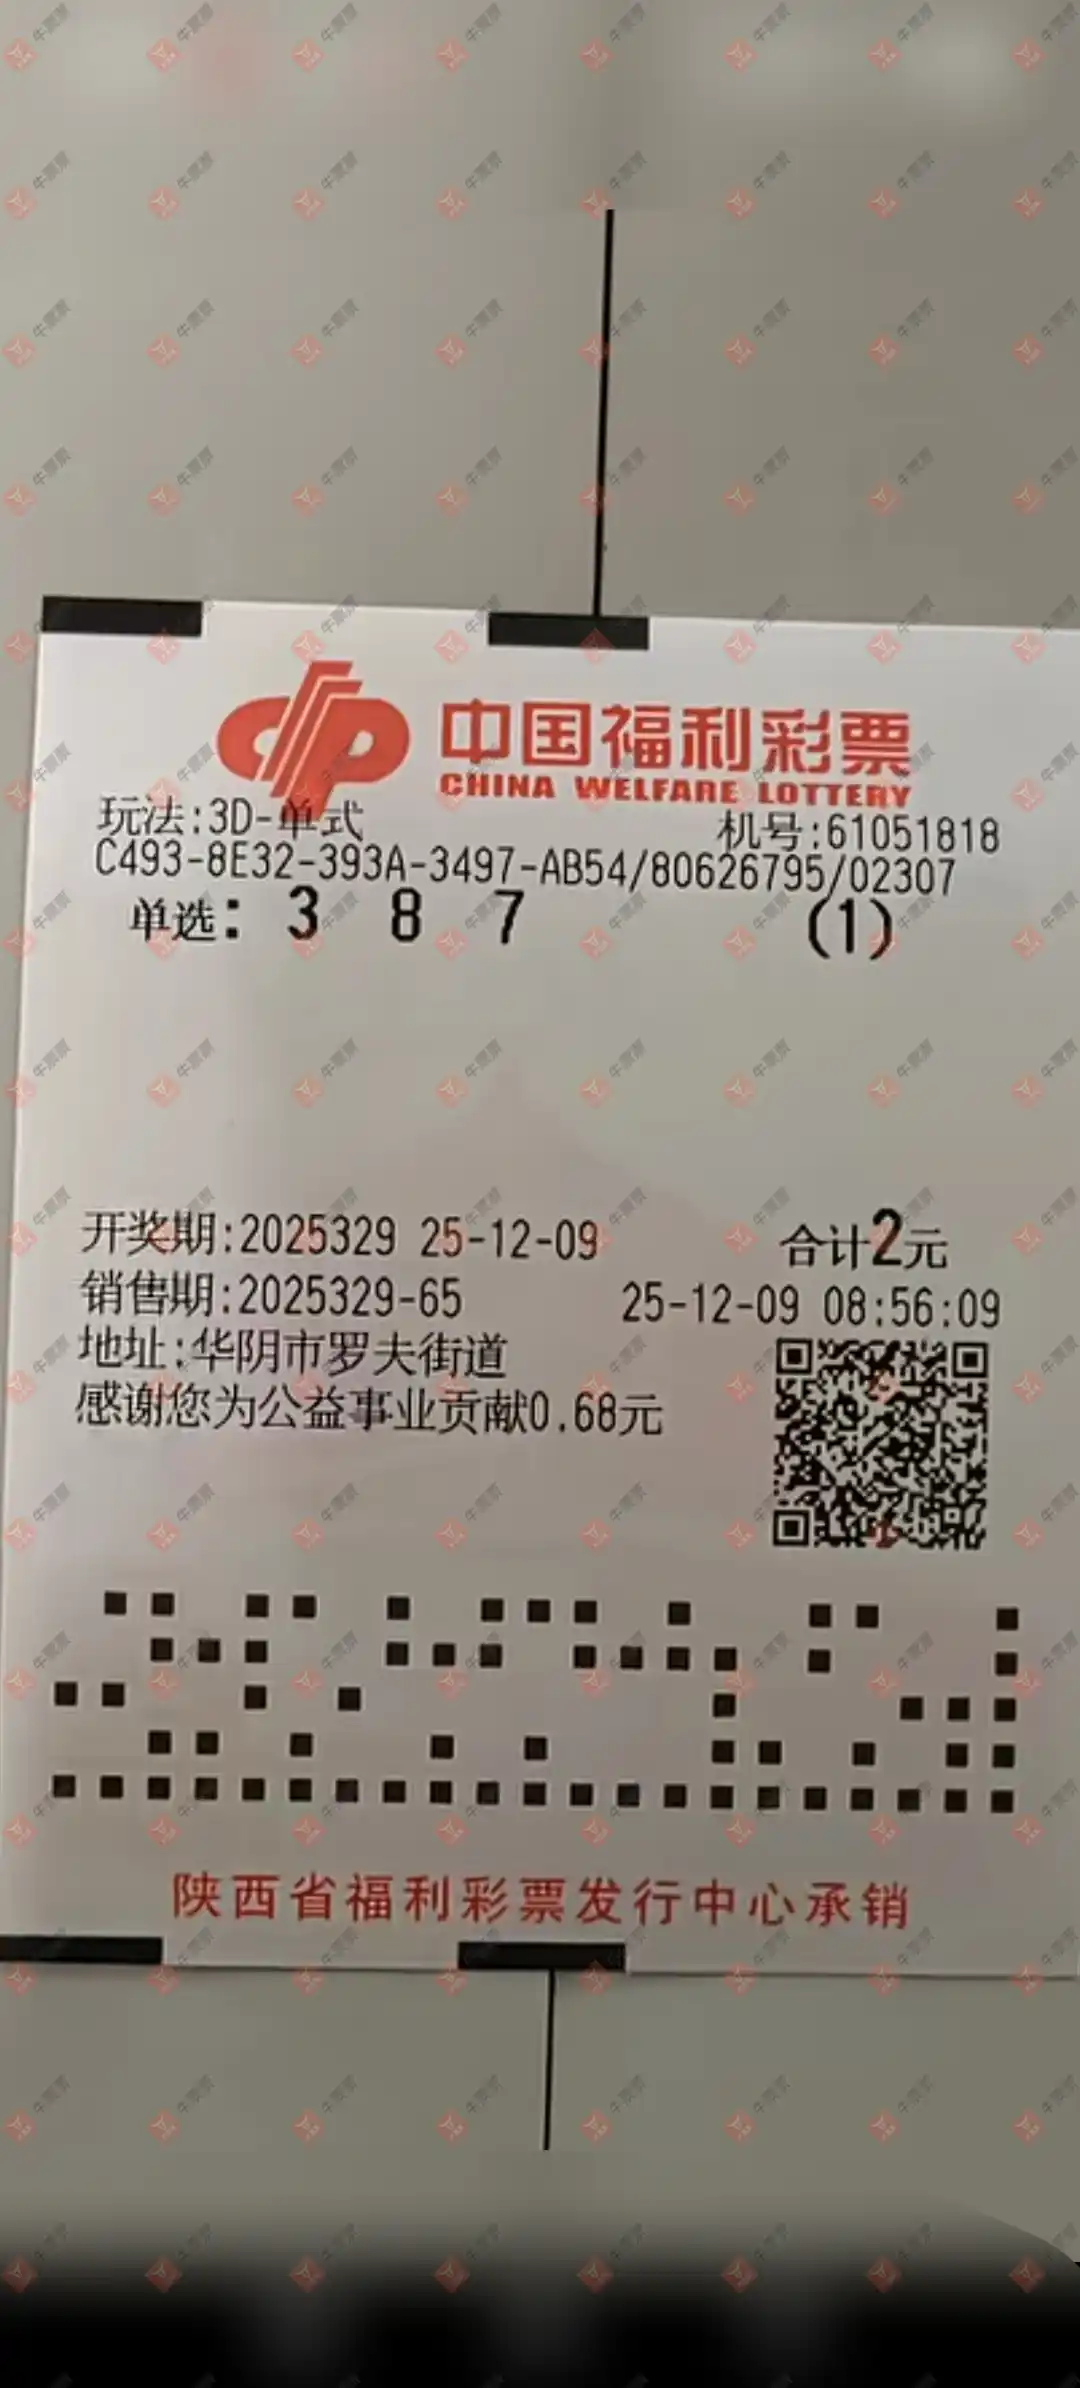 中国福利彩票
CHINA WELFARE LOTTERY
玩法:3D-单式 机号:61051818
C493-8E32-393A-3497-AB54/80626795/02307
单选: 3 8 7 (1)
开奖期:2025329 25-12-09 合计2元
销售期:2025329-65 25-12-09 08:56:09
地址:华阴市罗夫街道
感谢您为公益事业贡献0.68元
陕西省福利彩票发行中心承销